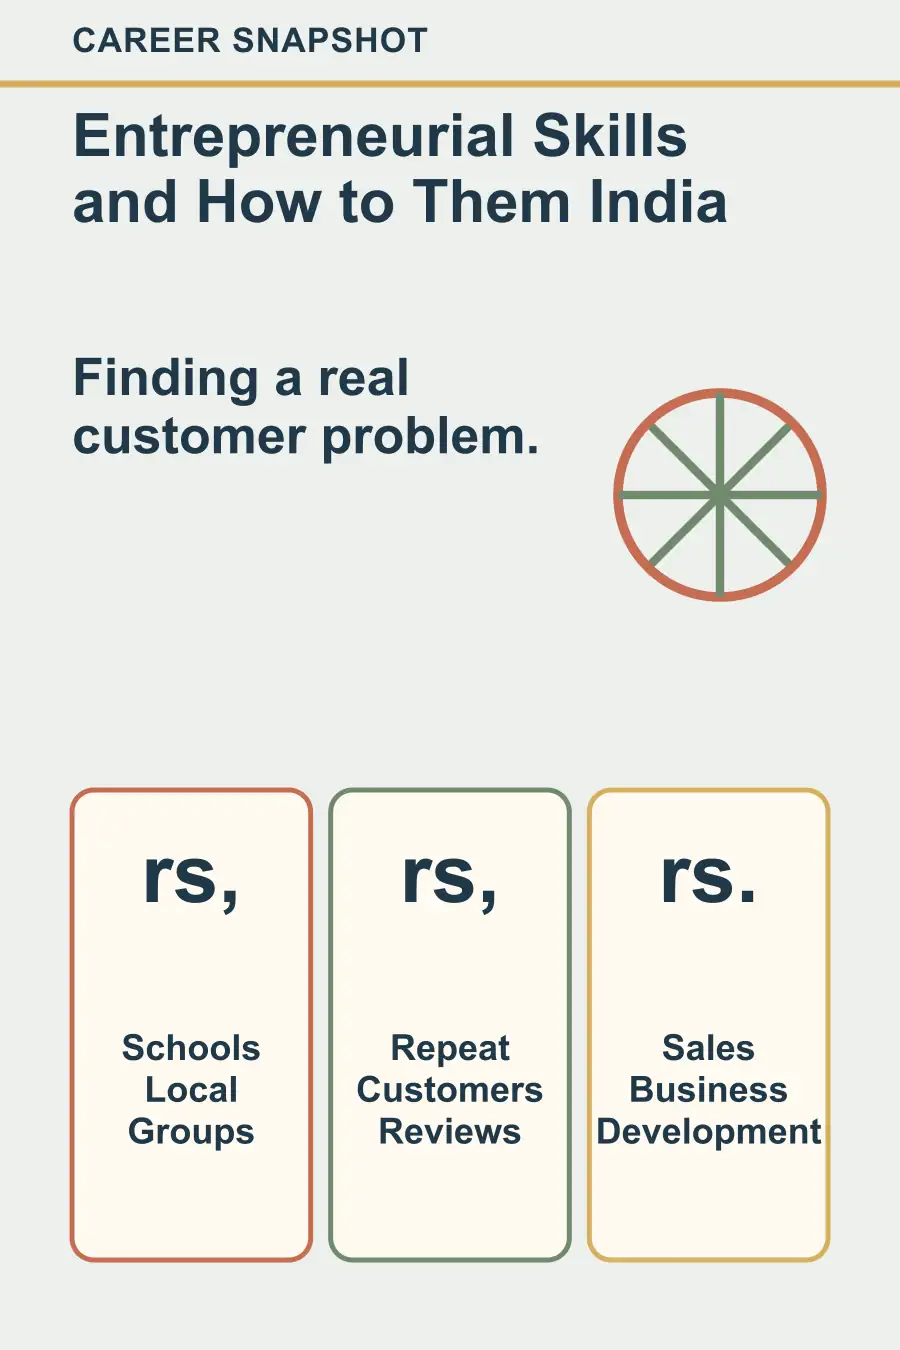 CAREER SNAPSHOT
Entrepreneurial Skills
and How to Them India
Finding a real
customer problem.
rs,
Schools
Local
Groups
rs,
Repeat
Customers
Reviews
rs.
Sales
Business
Development